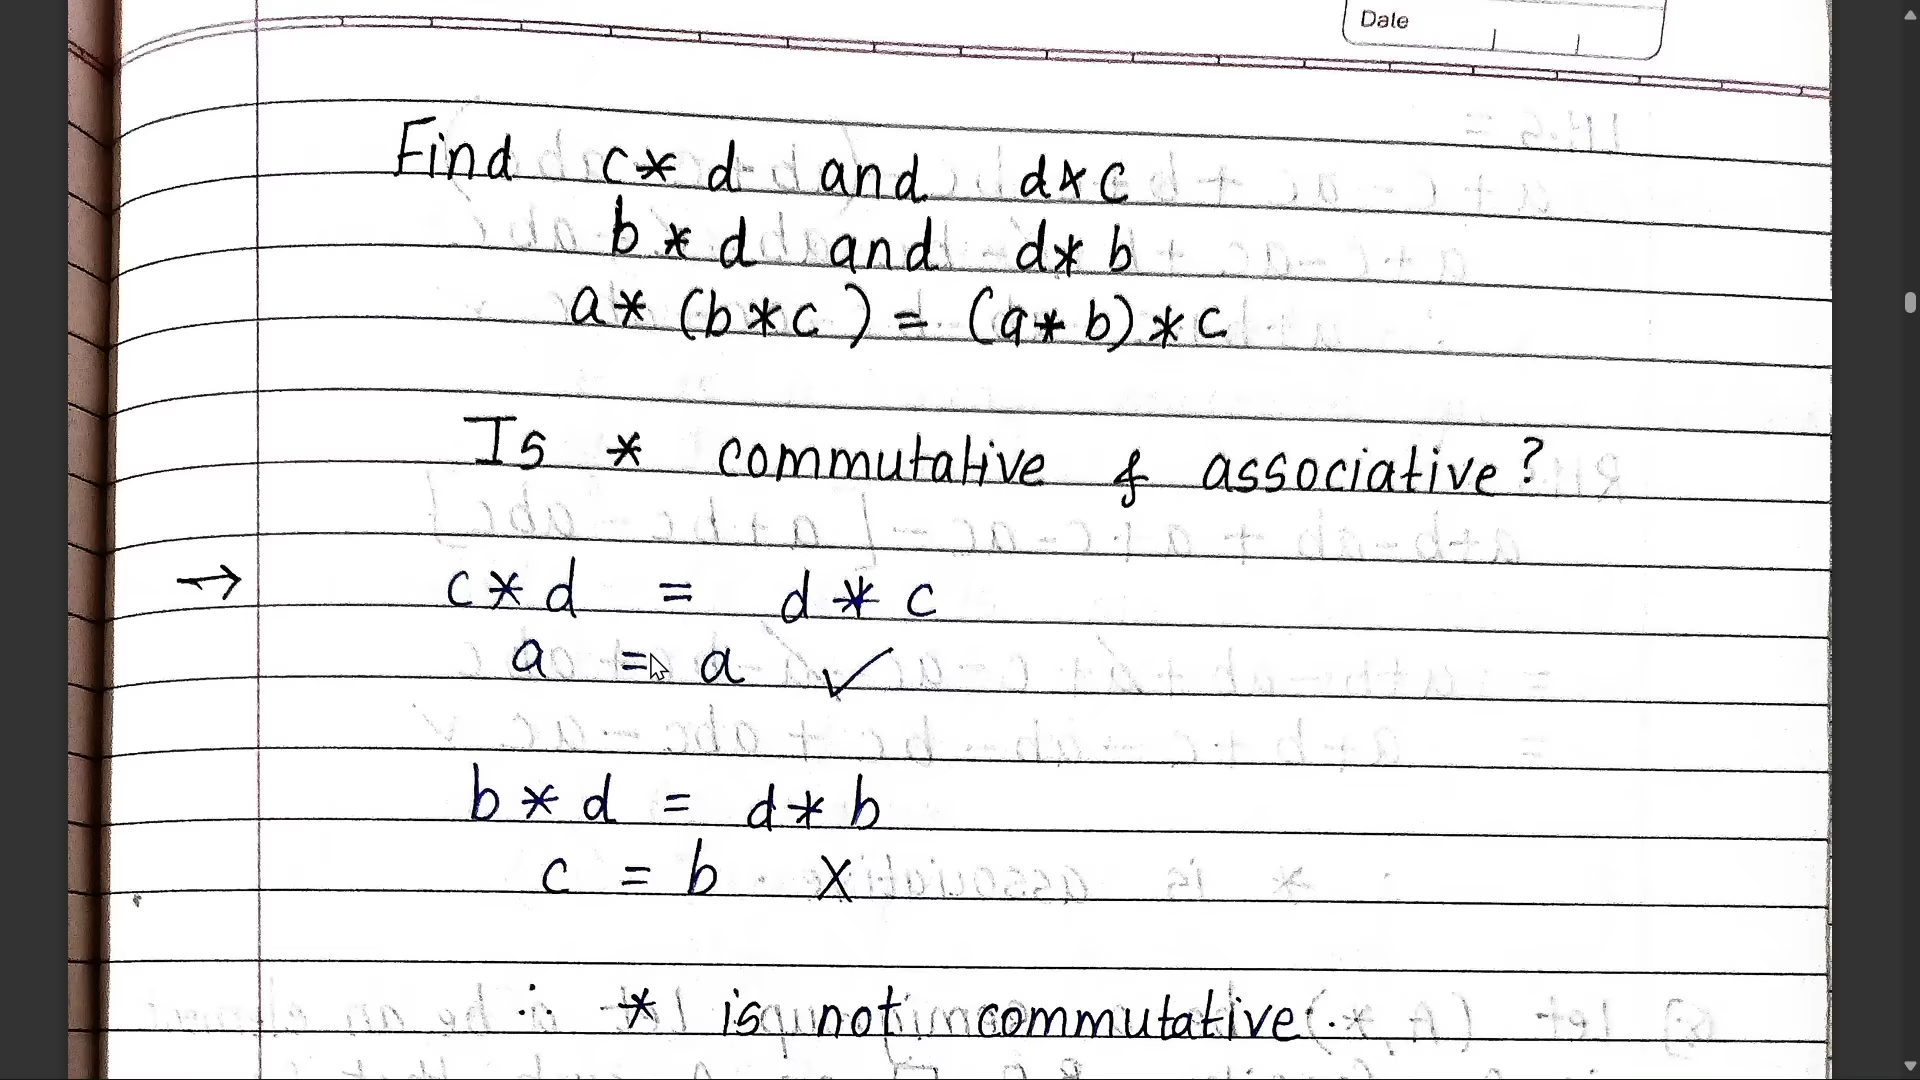 Date
Find c * d and d * c
b * d and d * b
a * (b * c) = (a * b) * c
Is * commutative & associative?
→ c * d = d * c
a = a ✓
b * d = d * b
c = b X
∴ * is not commutative.